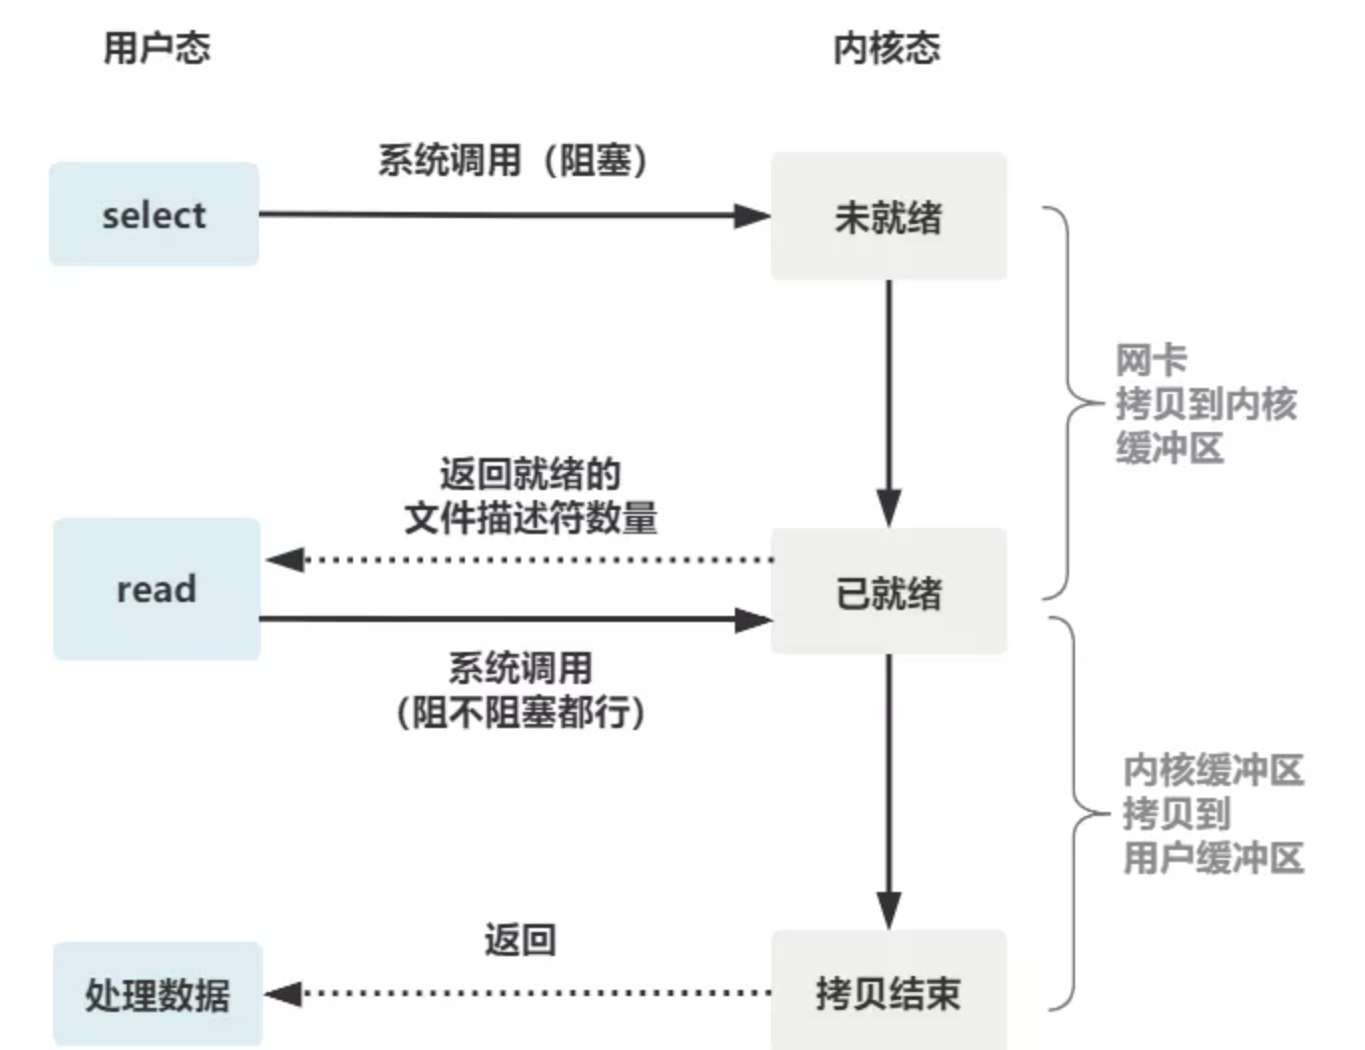 用户态
内核态
系统调用（阻塞）
select
未就绪
网卡
拷贝到内核
缓冲区
返回就绪的
文件描述符数量
read
已就绪
系统调用
（阻不阻塞都行）
内核缓冲区
拷贝到
用户缓冲区
返回
处理数据
拷贝结束